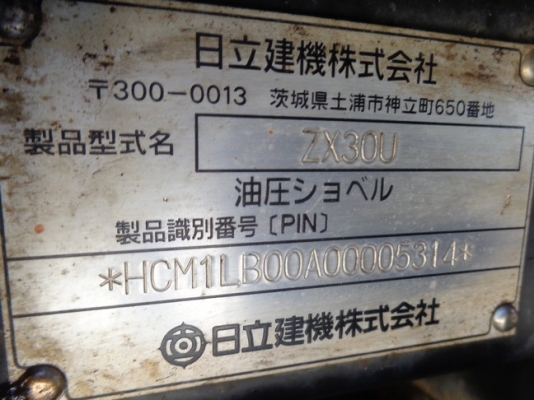 日立建機株式会社
〒300-0013 茨城県土浦市神立町650番地
製品型式名 ZX30U
油圧ショベル
製品識別番号〔PIN〕
*HCM1LB00A00005314*
日立建機株式会社